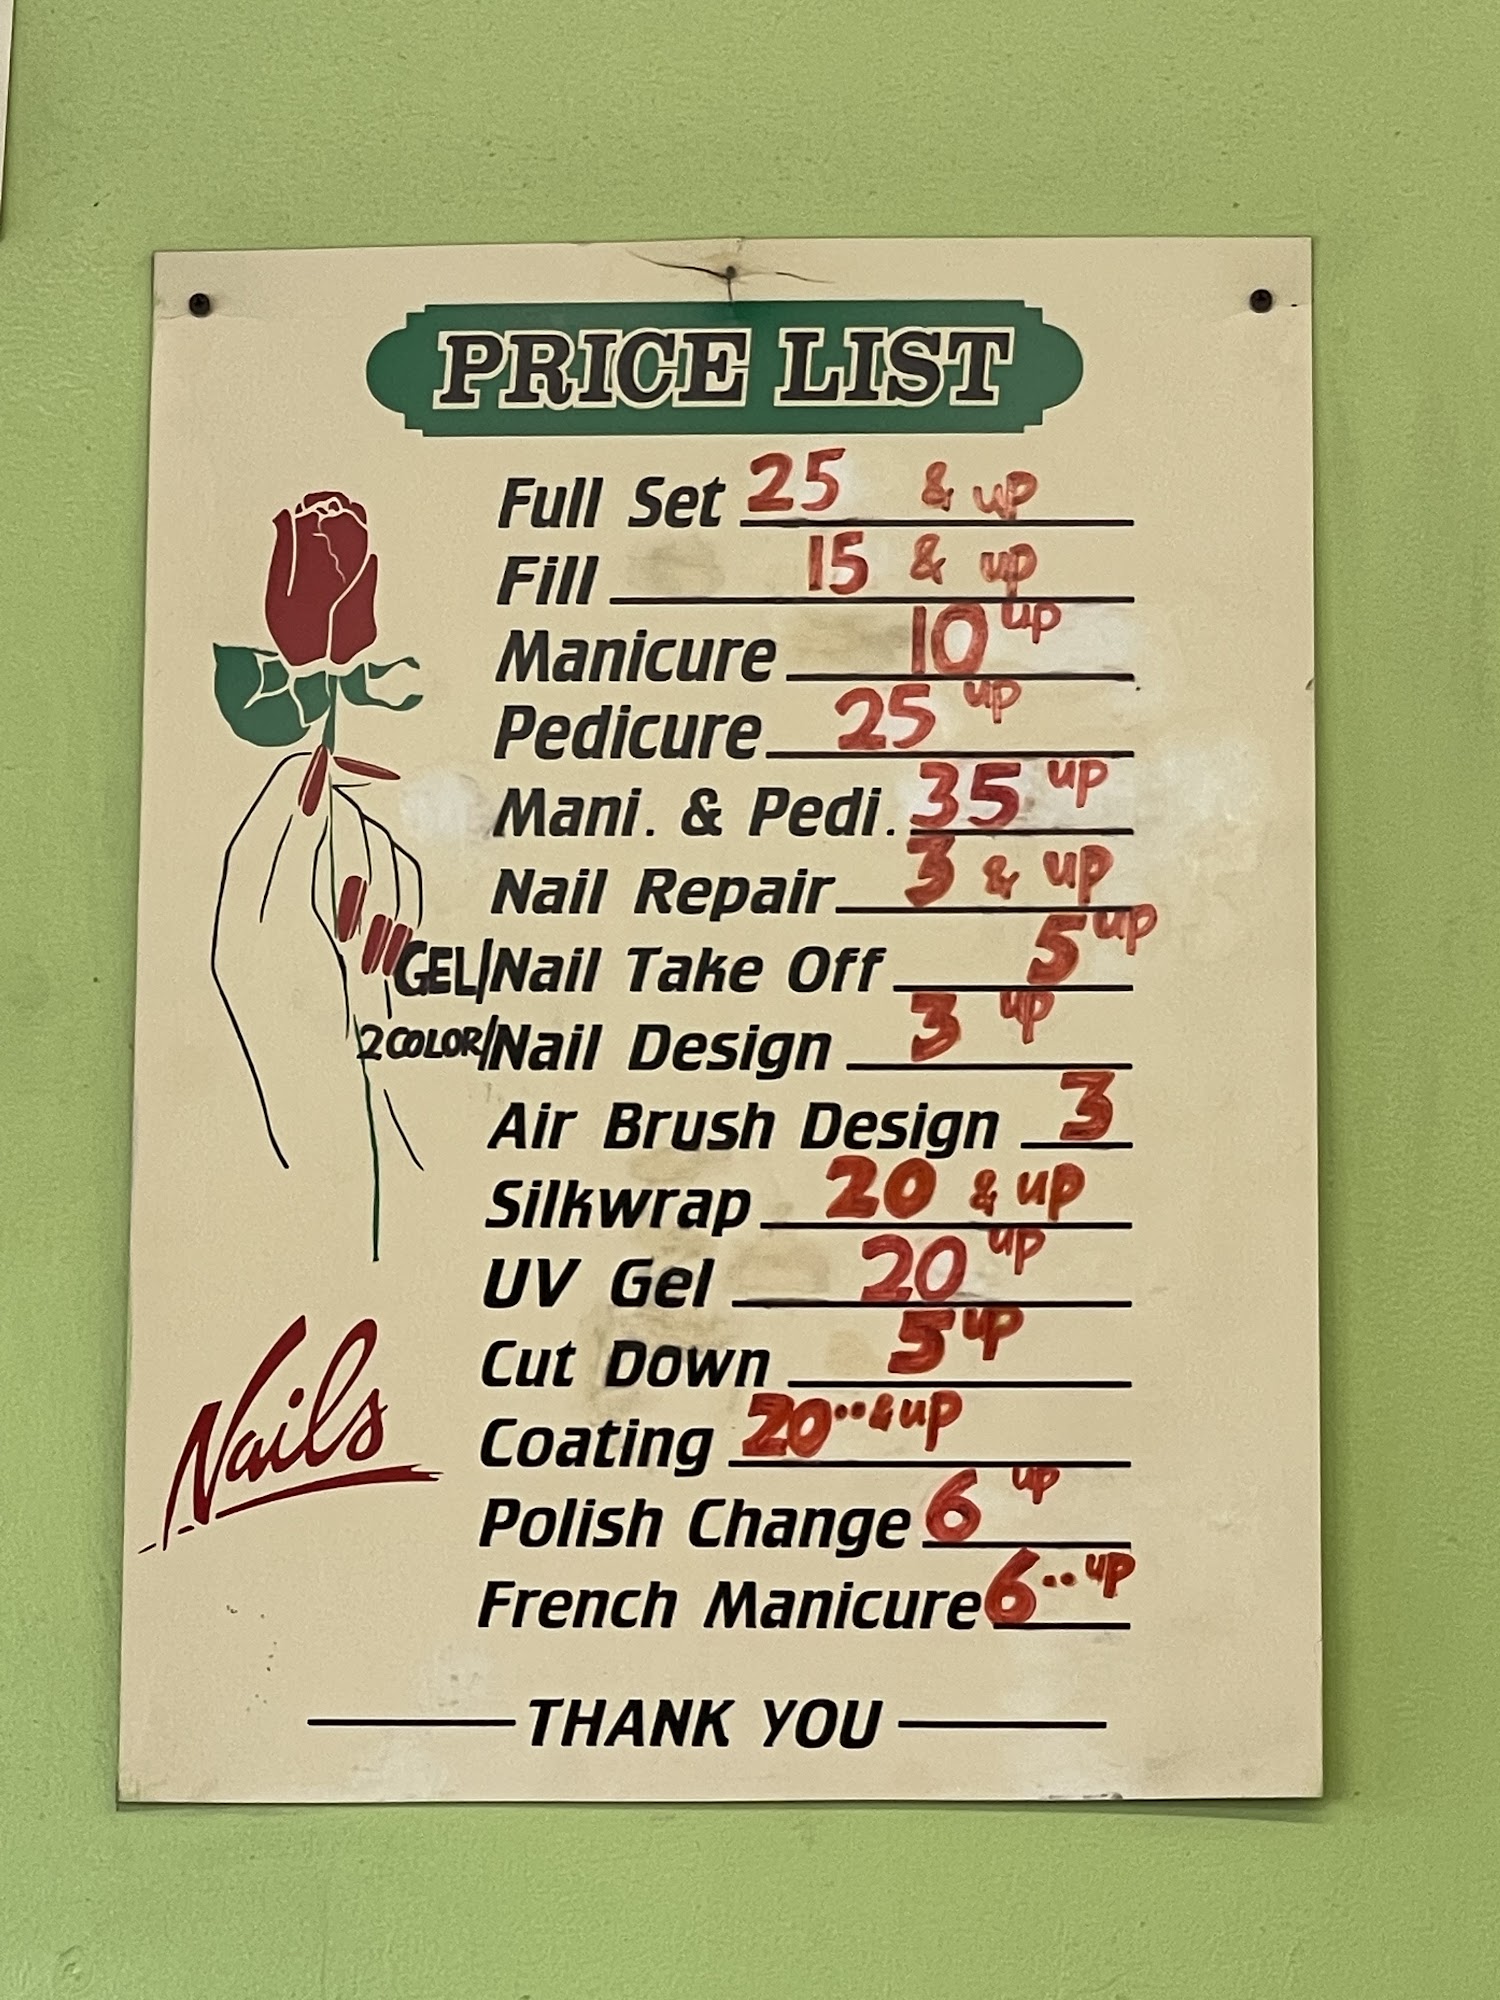 PRICE LIST
Full Set 25 & up
Fill 15 & up
Manicure 10 up
Pedicure 25 up
Mani. & Pedi. 35 up
Nail Repair 3 & up
GEL/Nail Take Off 5 up
2 COLOR/Nail Design 3 up
Air Brush Design 3
Silkwrap 20 & up
UV Gel 20 up
Cut Down 5 up
Coating 20.. & up
Polish Change 6 up
French Manicure 6.. up
Nails
THANK YOU